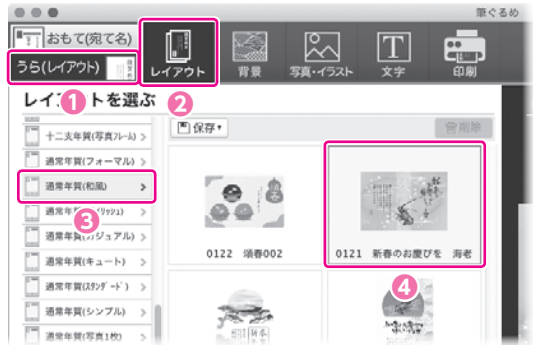 筆ぐるめ
おもて(宛て名)
うら(レイアウト)
レイアウト
背景
写真・イラスト
文字
印刷
1
2
レイ
トを選ぶ
保存
削除
十二支年賀(写真フレーム)
通常年賀(フォーマル)
通常年賀(和風)
3
通常年賀(カジュアル)
通常年賀(キュート)
通常年賀(スタンダード)
通常年賀(シンプル)
通常年賀(写真1枚)
0122 頌春002
0121 新春のお慶びを 海老
4